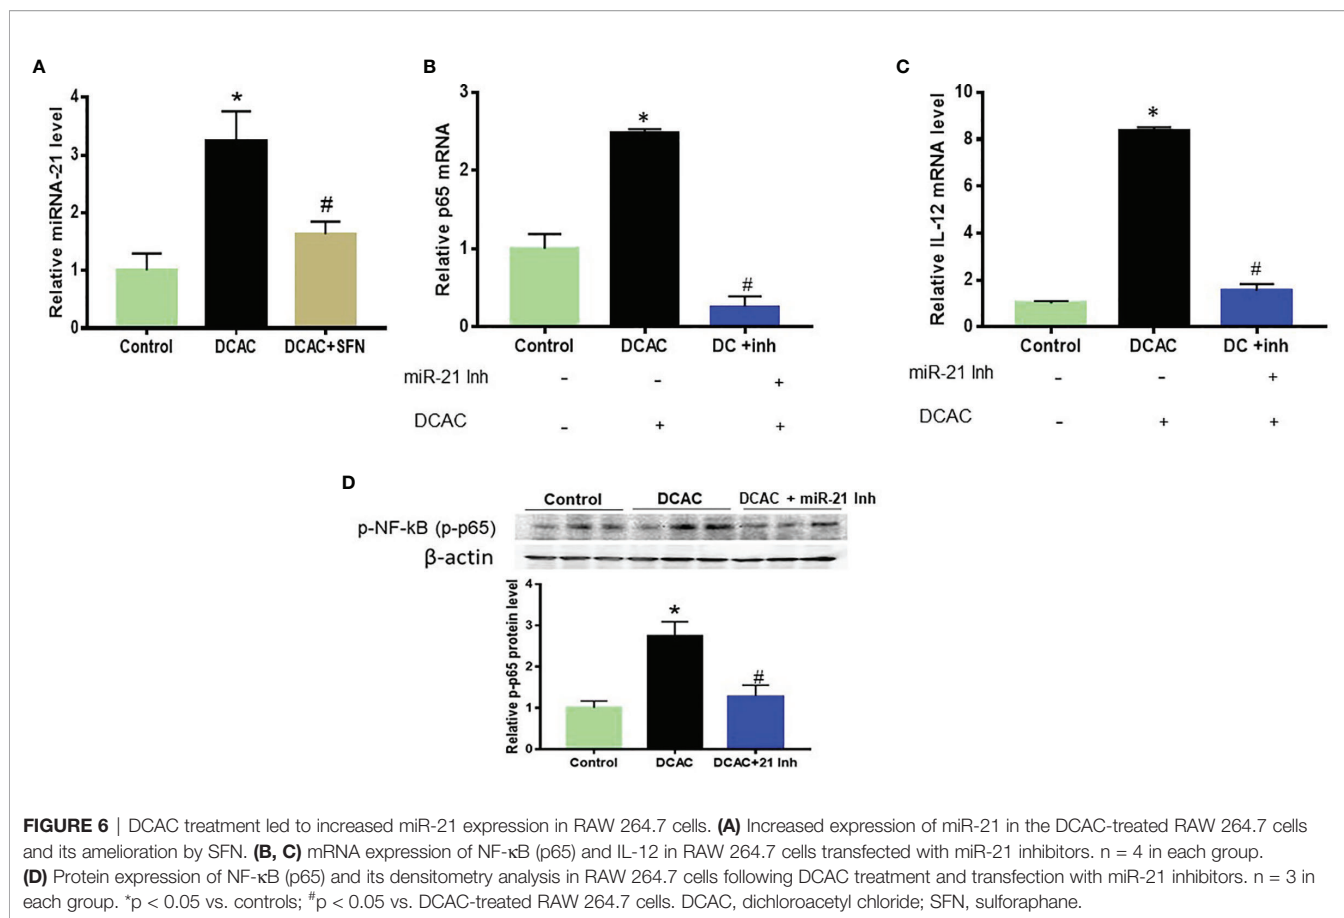 A
Relative miRNA-21 level
4
3
2
1
0
*
#
Control DCAC DCAC+SFN
B
Relative p65 mRNA
3
2
1
0
*
#
Control DCAC DC +inh
miR-21 Inh - - +
DCAC - + +
C
Relative IL-12 mRNA level
10
8
6
4
2
0
*
#
Control DCAC DC +inh
miR-21 Inh - - +
DCAC - + +
D
Control DCAC DCAC + miR-21 Inh
p-NF-kB (p-p65)
β-actin
Relative p-p65 protein level
4
3
2
1
0
*
#
Control DCAC DCAC+21 Inh
FIGURE 6 | DCAC treatment led to increased miR-21 expression in RAW 264.7 cells. (A) Increased expression of miR-21 in the DCAC-treated RAW 264.7 cells
and its amelioration by SFN. (B, C) mRNA expression of NF-κB (p65) and IL-12 in RAW 264.7 cells transfected with miR-21 inhibitors. n = 4 in each group.
(D) Protein expression of NF-κB (p65) and its densitometry analysis in RAW 264.7 cells following DCAC treatment and transfection with miR-21 inhibitors. n = 3 in
each group. *p < 0.05 vs. controls; #p < 0.05 vs. DCAC-treated RAW 264.7 cells. DCAC, dichloroacetyl chloride; SFN, sulforaphane.